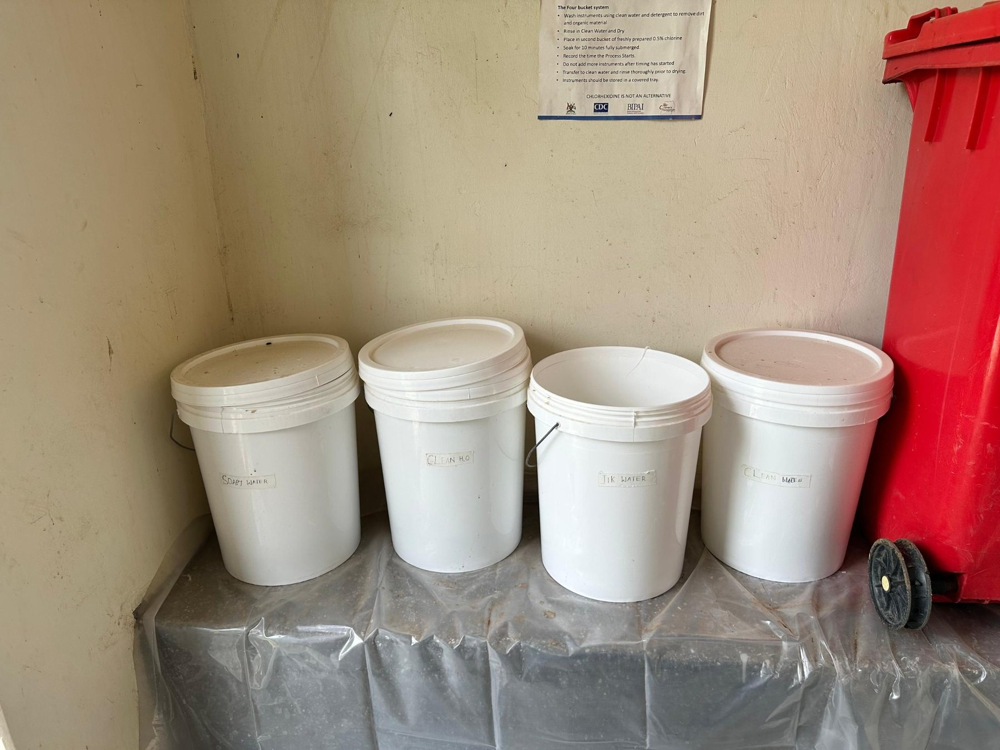 The Four bucket system
• Wash instruments using clean water and detergent to remove dirt
and organic material
• Rinse in Clean Water and Dry
• Place in second bucket of freshly prepared 0.5% chlorine
• Soak for 10 minutes fully submerged.
• Record the time the Process Starts.
• Do not add more instruments after timing has started
• Transfer to clean water and rinse thoroughly prior to drying.
• Instruments should be stored in a covered tray.
CHLORHEXIDINE IS NOT AN ALTERNATIVE
CDC
BIPAI
SOAPY WATER
CLEAN H2O
JIK WATER
CLEAN WATER